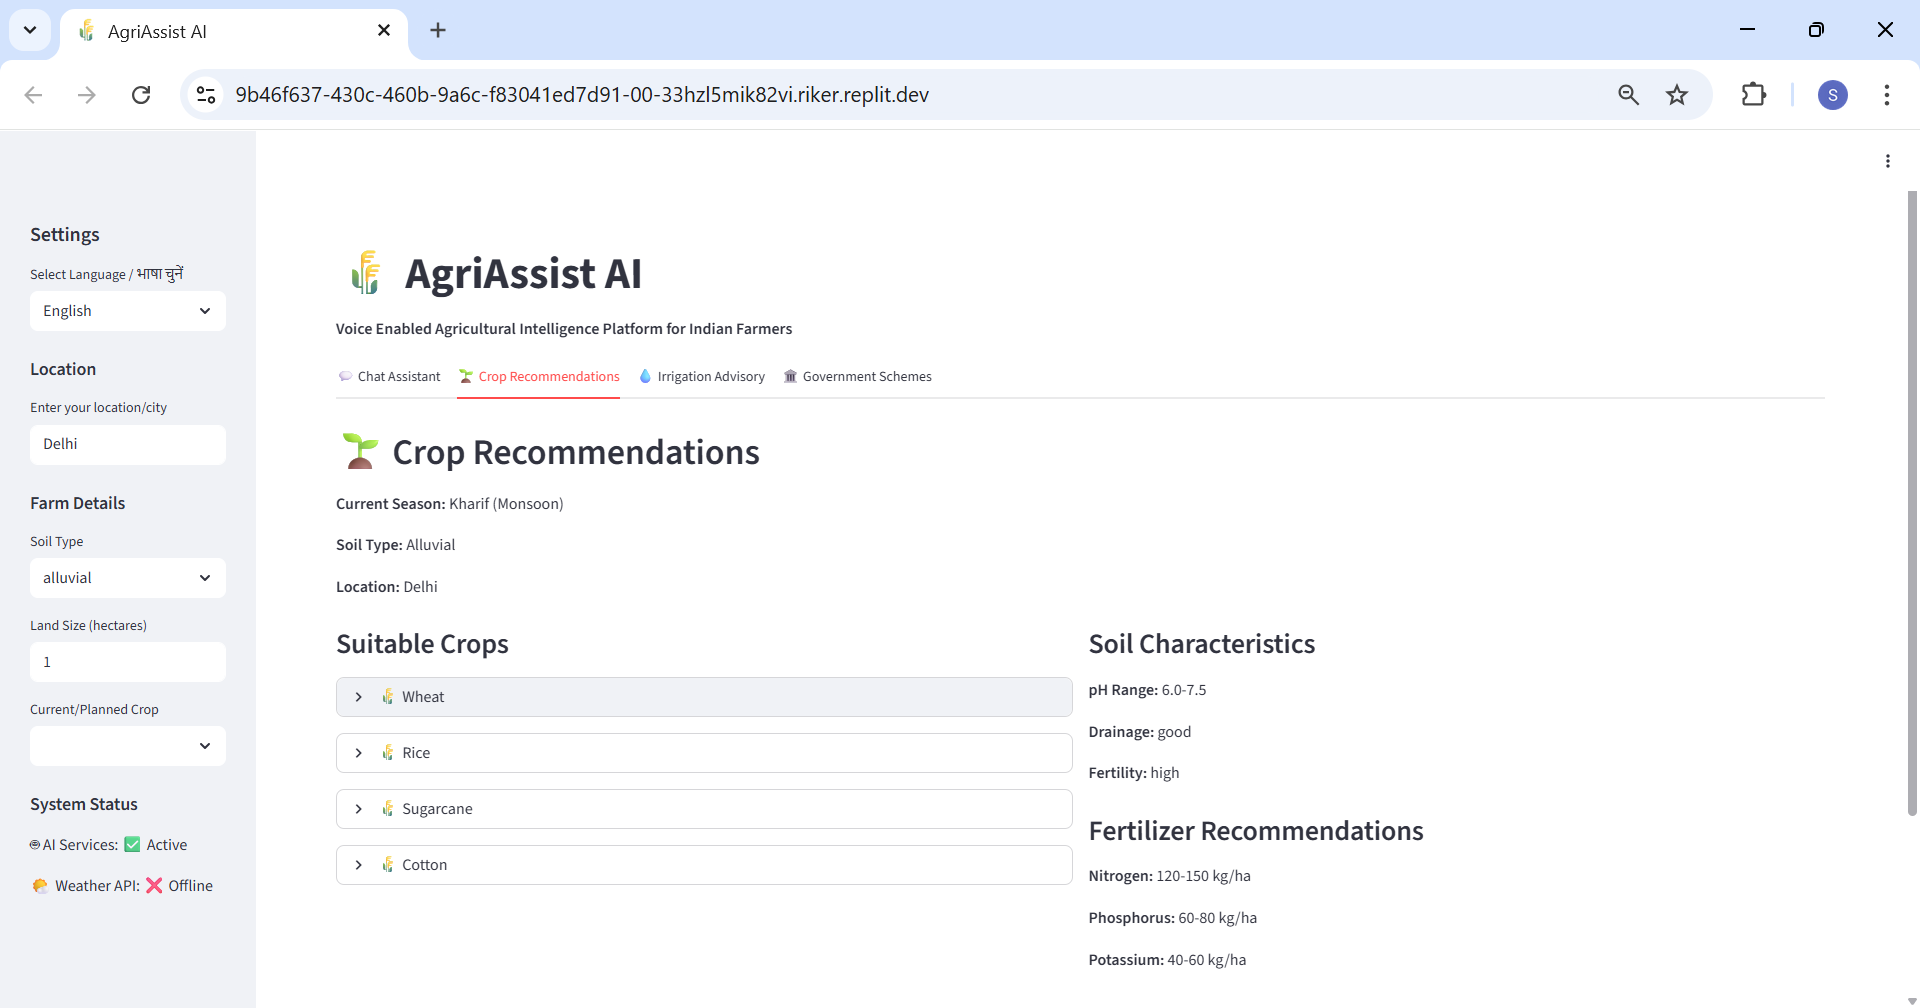 AgriAssist AI
9b46f637-430c-460b-9a6c-f83041ed7d91-00-33hzl5mik82vi.riker.replit.dev
S
Settings
Select Language / भाषा चुनें
English
Location
Enter your location/city
Delhi
Farm Details
Soil Type
alluvial
Land Size (hectares)
1
Current/Planned Crop
System Status
AI Services: ✅ Active
Weather API: ❌ Offline
AgriAssist AI
Voice Enabled Agricultural Intelligence Platform for Indian Farmers
Chat Assistant Crop Recommendations Irrigation Advisory Government Schemes
Crop Recommendations
Current Season: Kharif (Monsoon)
Soil Type: Alluvial
Location: Delhi
Suitable Crops
Wheat
Rice
Sugarcane
Cotton
Soil Characteristics
pH Range: 6.0-7.5
Drainage: good
Fertility: high
Fertilizer Recommendations
Nitrogen: 120-150 kg/ha
Phosphorus: 60-80 kg/ha
Potassium: 40-60 kg/ha